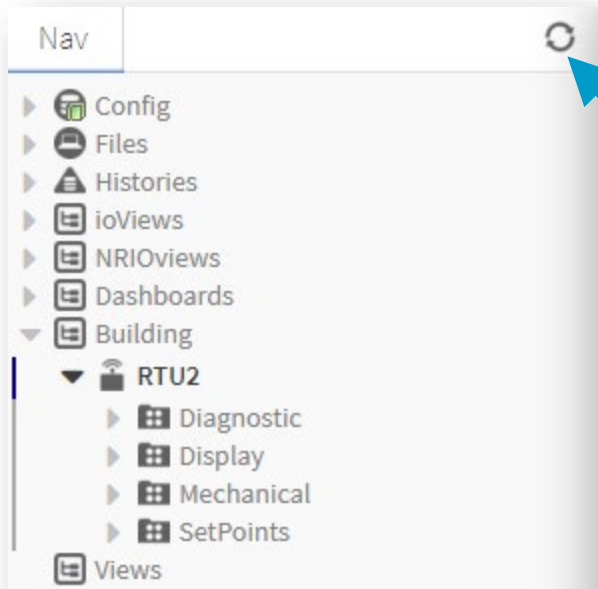 Nav
Config
Files
Histories
ioViews
NRIOviews
Dashboards
Building
RTU2
Diagnostic
Display
Mechanical
SetPoints
Views